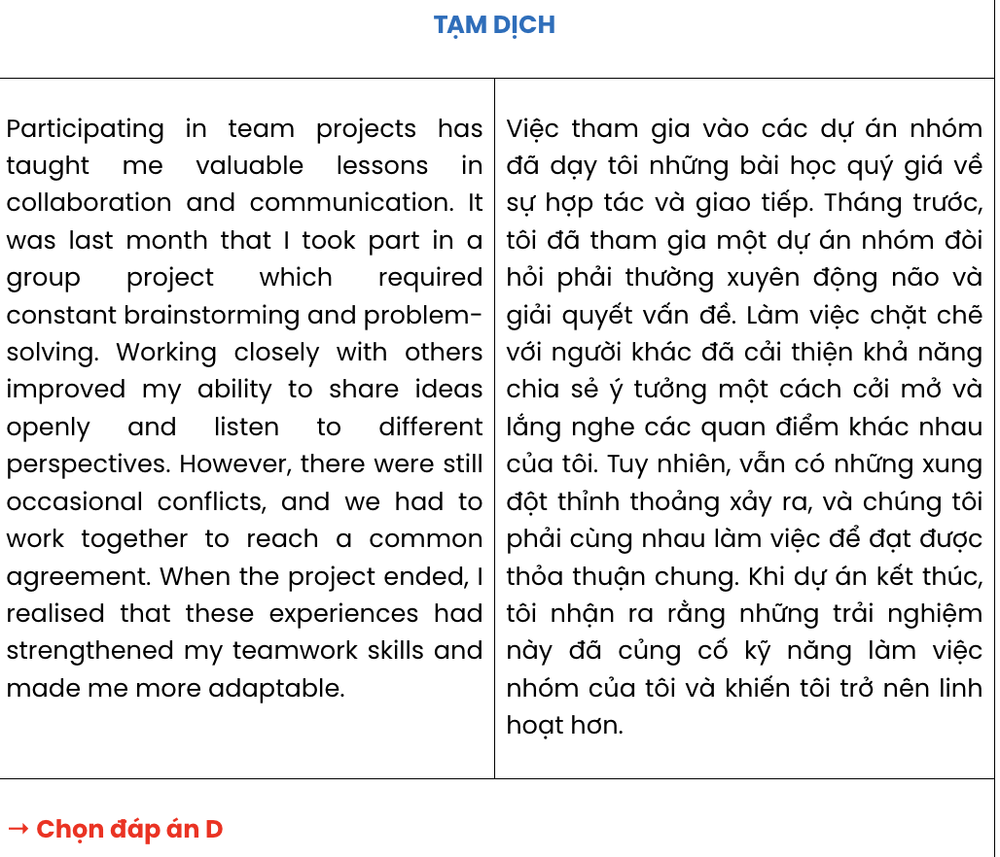 TẠM DỊCH
Participating in team projects has
taught me valuable lessons in
collaboration and communication. It
was last month that I took part in a
group project which required
constant brainstorming and problem-
solving. Working closely with others
improved my ability to share ideas
openly and listen to different
perspectives. However, there were still
occasional conflicts, and we had to
work together to reach a common
agreement. When the project ended, I
realised that these experiences had
strengthened my teamwork skills and
made me more adaptable.
Việc tham gia vào các dự án nhóm
đã dạy tôi những bài học quý giá về
sự hợp tác và giao tiếp. Tháng trước,
tôi đã tham gia một dự án nhóm đòi
hỏi phải thường xuyên động não và
giải quyết vấn đề. Làm việc chặt chẽ
với người khác đã cải thiện khả năng
chia sẻ ý tưởng một cách cởi mở và
lắng nghe các quan điểm khác nhau
của tôi. Tuy nhiên, vẫn có những xung
đột thỉnh thoảng xảy ra, và chúng tôi
phải cùng nhau làm việc để đạt được
thỏa thuận chung. Khi dự án kết thúc,
tôi nhận ra rằng những trải nghiệm
này đã củng cố kỹ năng làm việc
nhóm của tôi và khiến tôi trở nên linh
hoạt hơn.
→ Chọn đáp án D